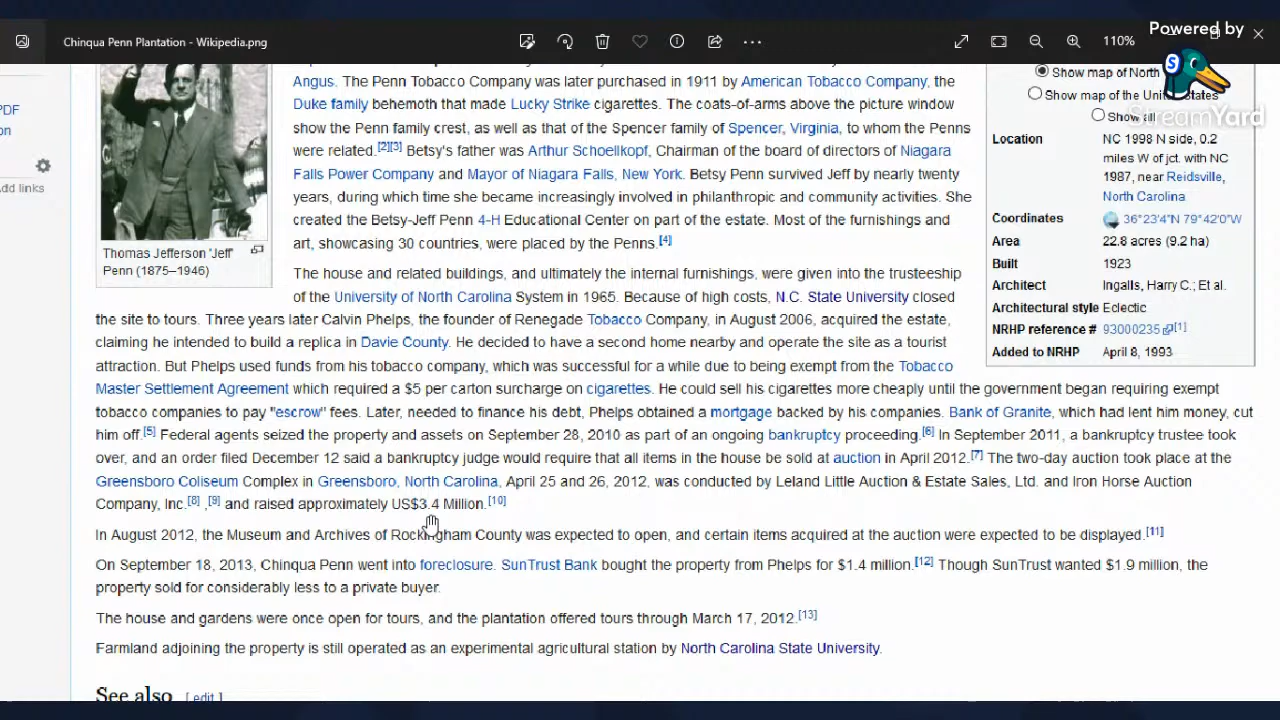 Chinqua Penn Plantation - Wikipedia.png
110%
Powered by
StreamYard
PDF
on
Add links
Thomas Jefferson "Jeff"
Penn (1875–1946)
Angus. The Penn Tobacco Company was later purchased in 1911 by American Tobacco Company, the
Duke family behemoth that made Lucky Strike cigarettes. The coats-of-arms above the picture window
show the Penn family crest, as well as that of the Spencer family of Spencer, Virginia, to whom the Penns
were related.[2][3] Betsy's father was Arthur Schoellkopf, Chairman of the board of directors of Niagara
Falls Power Company and Mayor of Niagara Falls, New York. Betsy Penn survived Jeff by nearly twenty
years, during which time she became increasingly involved in philanthropic and community activities. She
created the Betsy-Jeff Penn 4-H Educational Center on part of the estate. Most of the furnishings and
art, showcasing 30 countries, were placed by the Penns.[4]
The house and related buildings, and ultimately the internal furnishings, were given into the trusteeship
of the University of North Carolina System in 1965. Because of high costs, N.C. State University closed
the site to tours. Three years later Calvin Phelps, the founder of Renegade Tobacco Company, in August 2006, acquired the estate,
claiming he intended to build a replica in Davie County. He decided to have a second home nearby and operate the site as a tourist
attraction. But Phelps used funds from his tobacco company, which was successful for a while due to being exempt from the Tobacco
Master Settlement Agreement which required a $5 per carton surcharge on cigarettes. He could sell his cigarettes more cheaply until the government began requiring exempt
tobacco companies to pay "escrow" fees. Later, needed to finance his debt, Phelps obtained a mortgage backed by his companies. Bank of Granite, which had lent him money, cut
him off.[5] Federal agents seized the property and assets on September 28, 2010 as part of an ongoing bankruptcy proceeding.[6] In September 2011, a bankruptcy trustee took
over, and an order filed December 12 said a bankruptcy judge would require that all items in the house be sold at auction in April 2012.[7] The two-day auction took place at the
Greensboro Coliseum Complex in Greensboro, North Carolina, April 25 and 26, 2012, was conducted by Leland Little Auction & Estate Sales, Ltd. and Iron Horse Auction
Company, Inc.[8] ,[9] and raised approximately US$3.4 Million.[10]
In August 2012, the Museum and Archives of Rockingham County was expected to open, and certain items acquired at the auction were expected to be displayed.[11]
On September 18, 2013, Chinqua Penn went into foreclosure. SunTrust Bank bought the property from Phelps for $1.4 million.[12] Though SunTrust wanted $1.9 million, the
property sold for considerably less to a private buyer.
The house and gardens were once open for tours, and the plantation offered tours through March 17, 2012.[13]
Farmland adjoining the property is still operated as an experimental agricultural station by North Carolina State University.
See also [ edit ]
Show map of North
Show map of the United States
Show all
Location NC 1998 N side, 0.2
miles W of jct. with NC
1987, near Reidsville,
North Carolina
Coordinates 36°23′4″N 79°42′0″W
Area 22.8 acres (9.2 ha)
Built 1923
Architect Ingalls, Harry C.; Et al.
Architectural style Eclectic
NRHP reference # 93000235[1]
Added to NRHP April 8, 1993